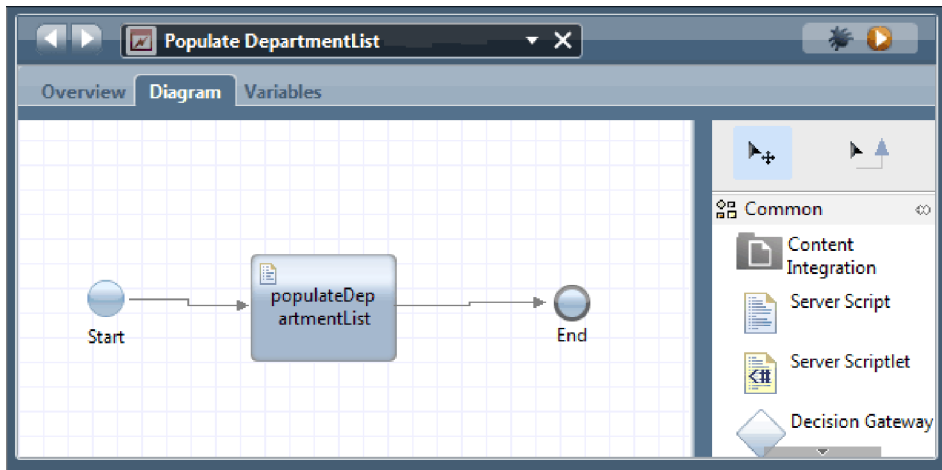 Populate DepartmentList
Overview Diagram Variables
Common
Content
Integration
Server Script
Server Scriptlet
Decision Gateway
populateDep
artmentList
Start
End